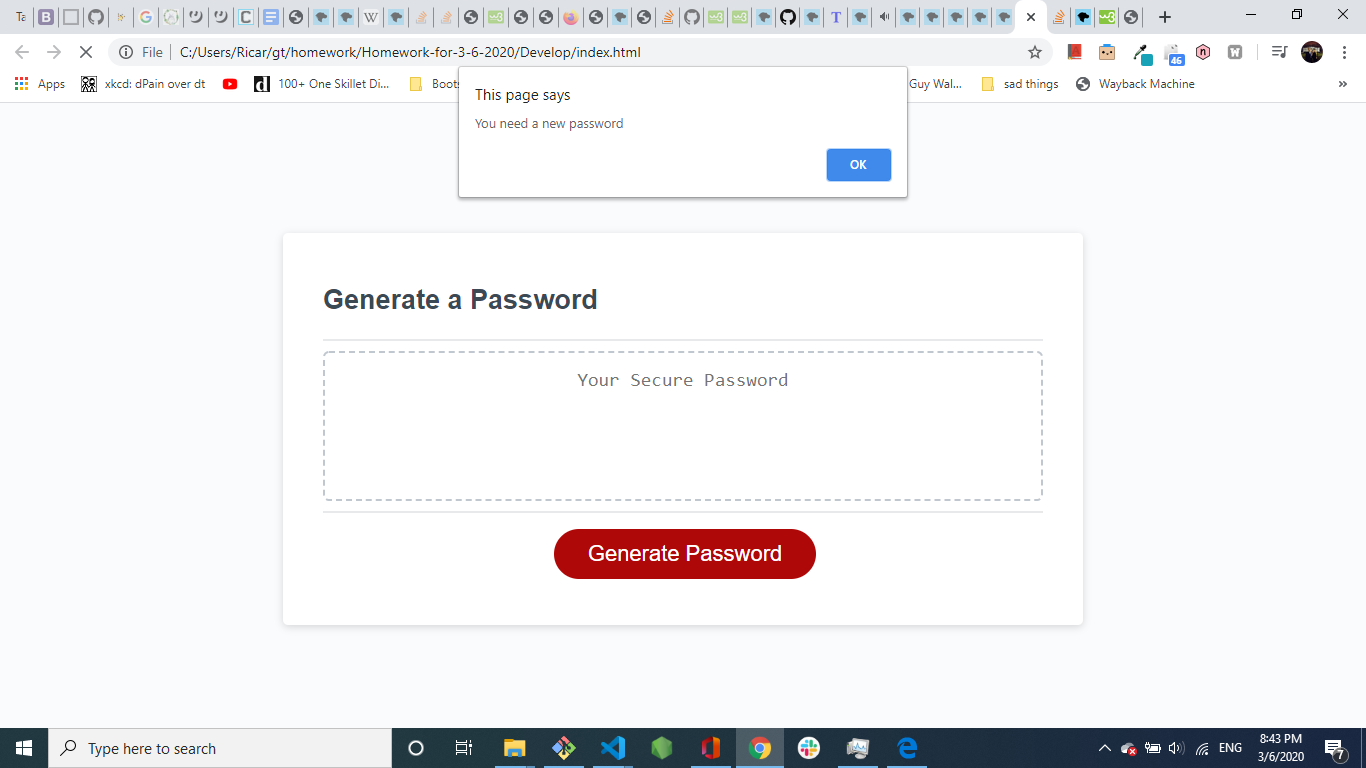 Ta
File
C:/Users/Ricar/gt/homework/Homework-for-3-6-2020/Develop/index.html
46
Apps
xkcd: dPain over dt
100+ One Skillet Di...
Boots
Guy Wal...
sad things
Wayback Machine
»
This page says
You need a new password
OK
Generate a Password
Your Secure Password
Generate Password
Type here to search
ENG
8:43 PM
3/6/2020
7